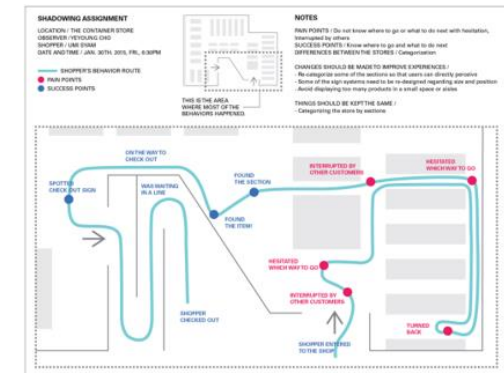 SHADOWING ASSIGNMENT
LOCATION / THE CONTAINER STORE
OBSERVER / YEYOUNG CHO
SHOPPER / UMI SYAM
DATE AND TIME / JAN. 30TH. 2015, FRI, 6:30PM
SHOPPER'S BEHAVIOR ROUTE
PAIN POINTS
SUCCESS POINTS
THIS IS THE AREA
WHERE MOST OF THE
BEHAVIORS HAPPENED.
NOTES
PAIN POINTS / Do not know where to go or what to do next with hesitation,
Interrupted by others
SUCCESS POINTS / Know where to go and what to do next
DIFFERENCES BETWEEN THE STORES / Categorization
CHANGES SHOULD BE MADE TO IMPROVE EXPERIENCES /
- Re-categorize some of the sections so that users can directly perceive
- Some of the sign systems need to be re-designed regarding size and position
- Avoid displaying too many products in a small space or aisles
THINGS SHOULD BE KEPT THE SAME /
- Categorizing the store by sections
ON THE WAY TO
CHECK OUT
SPOTTED
CHECK OUT SIGN
WAS WAITING
IN A LINE
FOUND
THE SECTION
FOUND
THE ITEM!
INTERRUPTED BY
OTHER CUSTOMERS
HESITATED
WHICH WAY TO GO
HESITATED
WHICH WAY TO GO
INTERRUPTED BY
OTHER CUSTOMERS
SHOPPER
CHECKED OUT
TURNED
BACK
SHOPPER ENTERED
TO THE SHOP